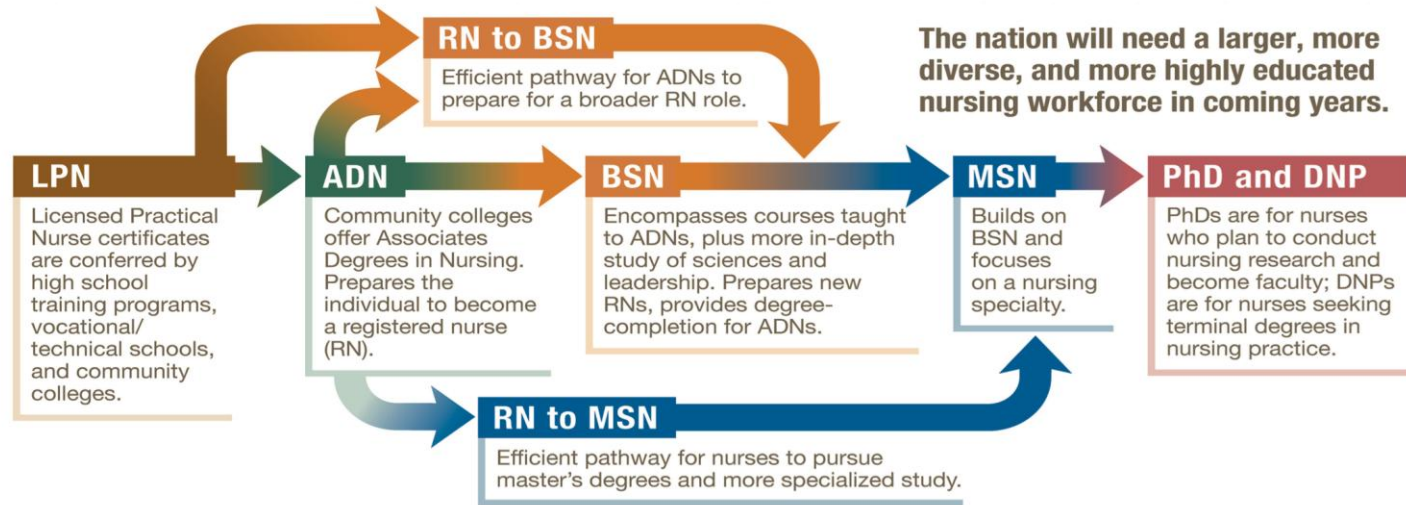 RN to BSN
Efficient pathway for ADNs to
prepare for a broader RN role.
The nation will need a larger, more
diverse, and more highly educated
nursing workforce in coming years.
LPN
Licensed Practical
Nurse certificates
are conferred by
high school
training programs,
vocational/
technical schools,
and community
colleges.
ADN
Community colleges
offer Associates
Degrees in Nursing.
Prepares the
individual to become
a registered nurse
(RN).
BSN
Encompasses courses taught
to ADNs, plus more in-depth
study of sciences and
leadership. Prepares new
RNs, provides degree-
completion for ADNs.
MSN
Builds on
BSN and
focuses
on a nursing
specialty.
PhD and DNP
PhDs are for nurses
who plan to conduct
nursing research and
become faculty; DNPs
are for nurses seeking
terminal degrees in
nursing practice.
RN to MSN
Efficient pathway for nurses to pursue
master’s degrees and more specialized study.